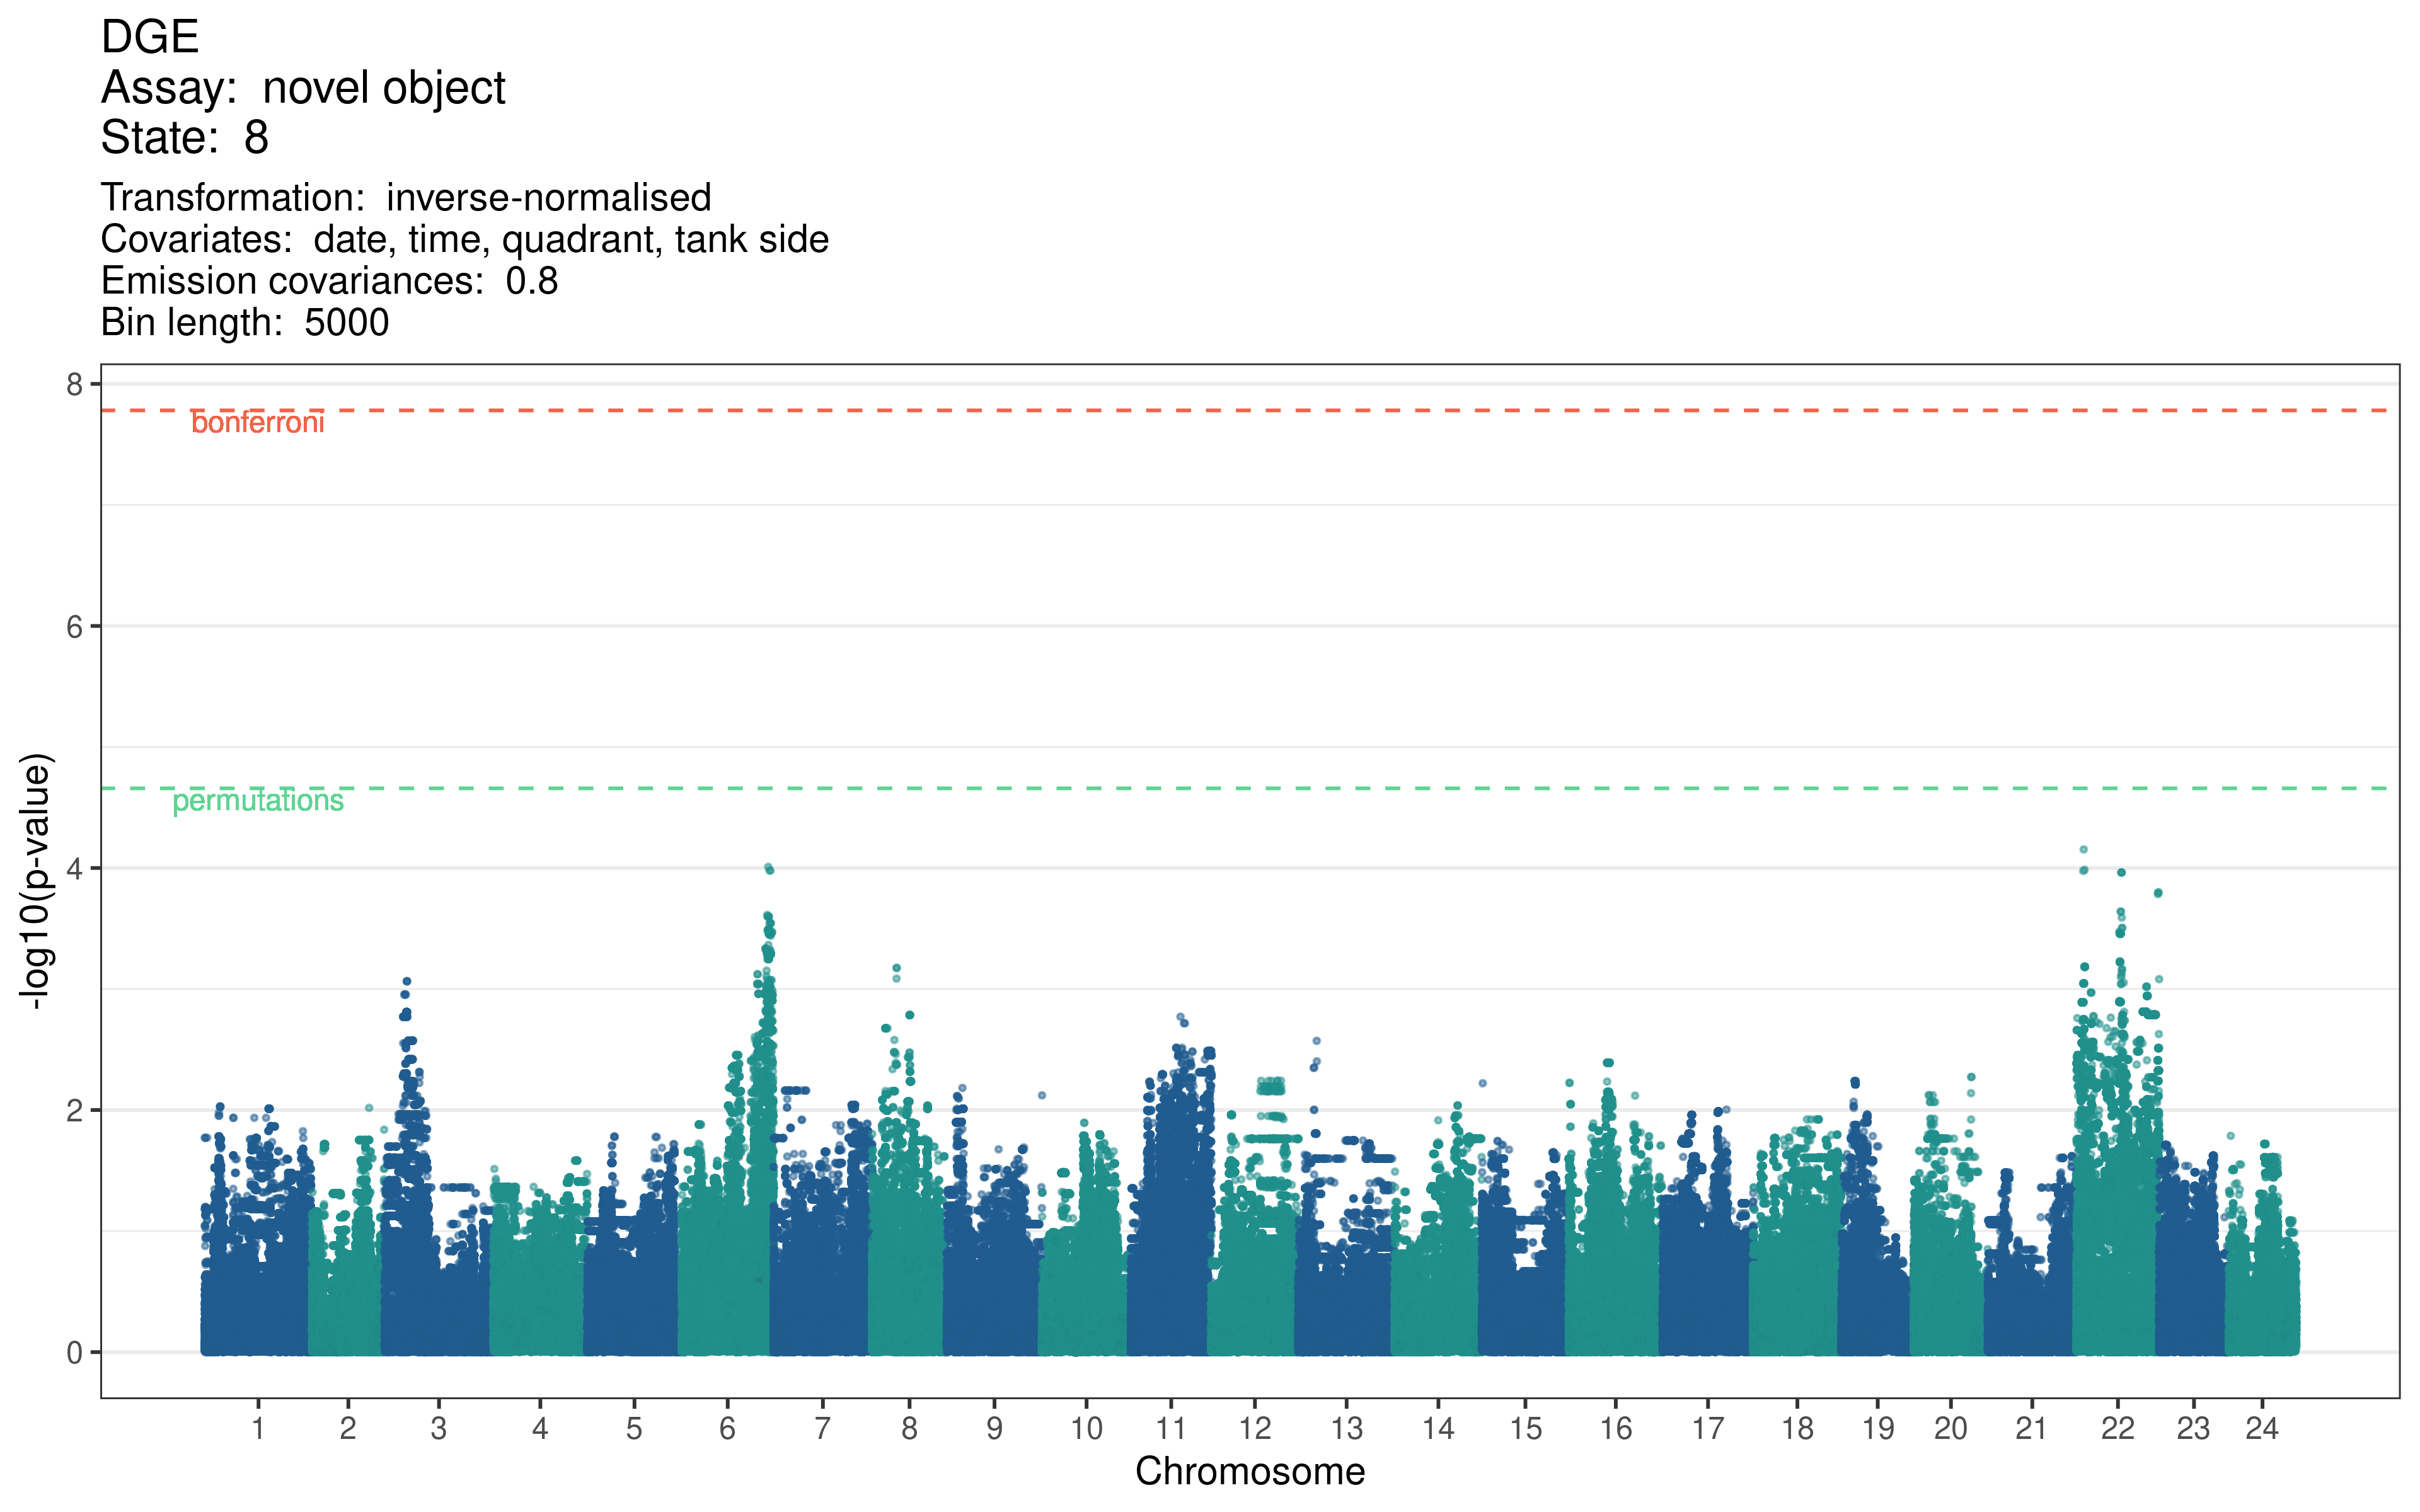 DGE
Assay:  novel object
State:  8
Transformation:  inverse-normalised
Covariates:  date, time, quadrant, tank side
Emission covariances:  0.8
Bin length:  5000
8
bonferroni
6
permutations
4
2
0
-log10(p-value)
1 2 3 4 5 6 7 8 9 10 11 12 13 14 15 16 17 18 19 20 21 22 23 24
Chromosome